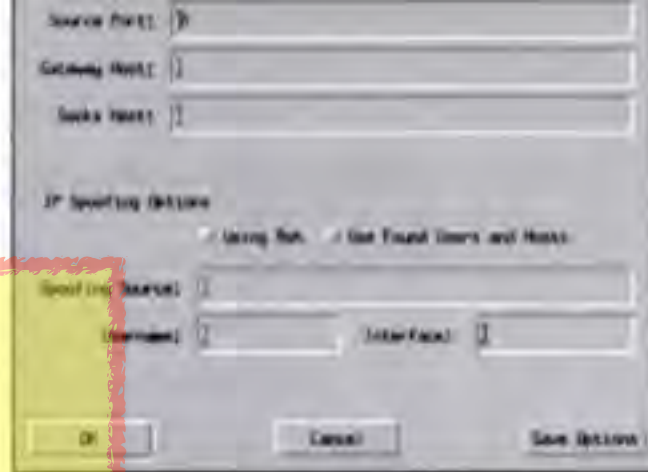 Source Port:
Gateway Host:
Socks Host:
IP Spoofing Options
Using Rsh Use Found Users and Hosts
Spoofing Source:
Username: Interface:
OK Cancel Save Options